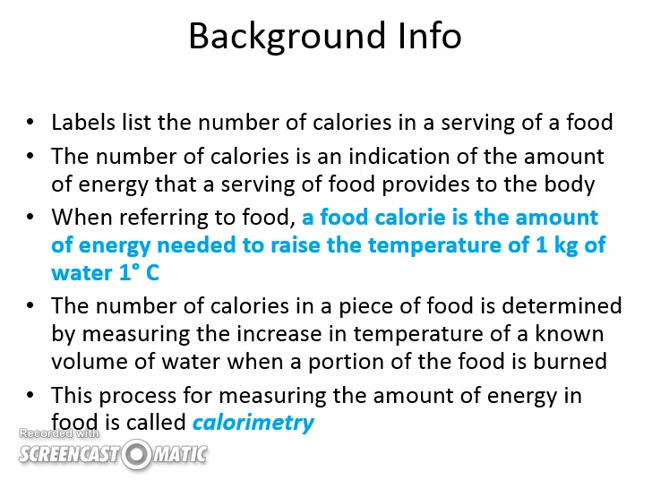 Background Info
• Labels list the number of calories in a serving of a food
• The number of calories is an indication of the amount
of energy that a serving of food provides to the body
• When referring to food, a food calorie is the amount
of energy needed to raise the temperature of 1 kg of
water 1° C
• The number of calories in a piece of food is determined
by measuring the increase in temperature of a known
volume of water when a portion of the food is burned
• This process for measuring the amount of energy in
food is called calorimetry
Recorded with
SCREENCAST MATIC